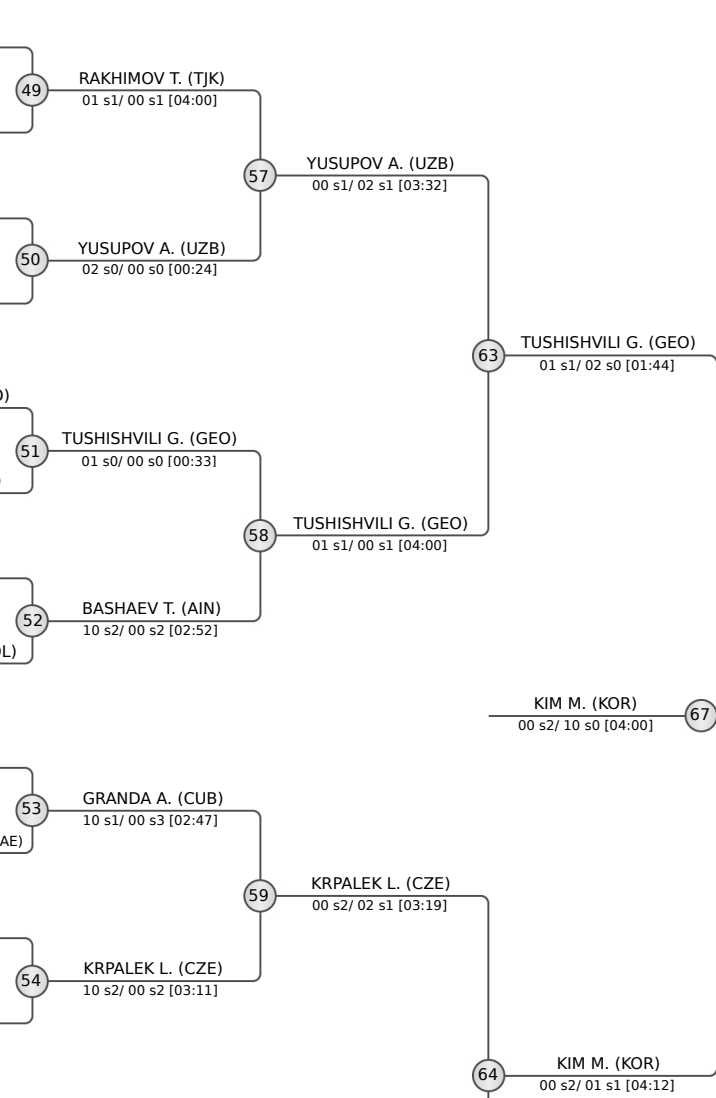 49
RAKHIMOV T. (TJK)
01 s1/ 00 s1 [04:00]
57
YUSUPOV A. (UZB)
00 s1/ 02 s1 [03:32]
50
YUSUPOV A. (UZB)
02 s0/ 00 s0 [00:24]
63
TUSHISHVILI G. (GEO)
01 s1/ 02 s0 [01:44]
)
51
TUSHISHVILI G. (GEO)
01 s0/ 00 s0 [00:33]
58
TUSHISHVILI G. (GEO)
01 s1/ 00 s1 [04:00]
52
BASHAEV T. (AIN)
10 s2/ 00 s2 [02:52]
L)
KIM M. (KOR)
00 s2/ 10 s0 [04:00]
67
53
GRANDA A. (CUB)
10 s1/ 00 s3 [02:47]
AE)
59
KRPALEK L. (CZE)
00 s2/ 02 s1 [03:19]
54
KRPALEK L. (CZE)
10 s2/ 00 s2 [03:11]
64
KIM M. (KOR)
00 s2/ 01 s1 [04:12]